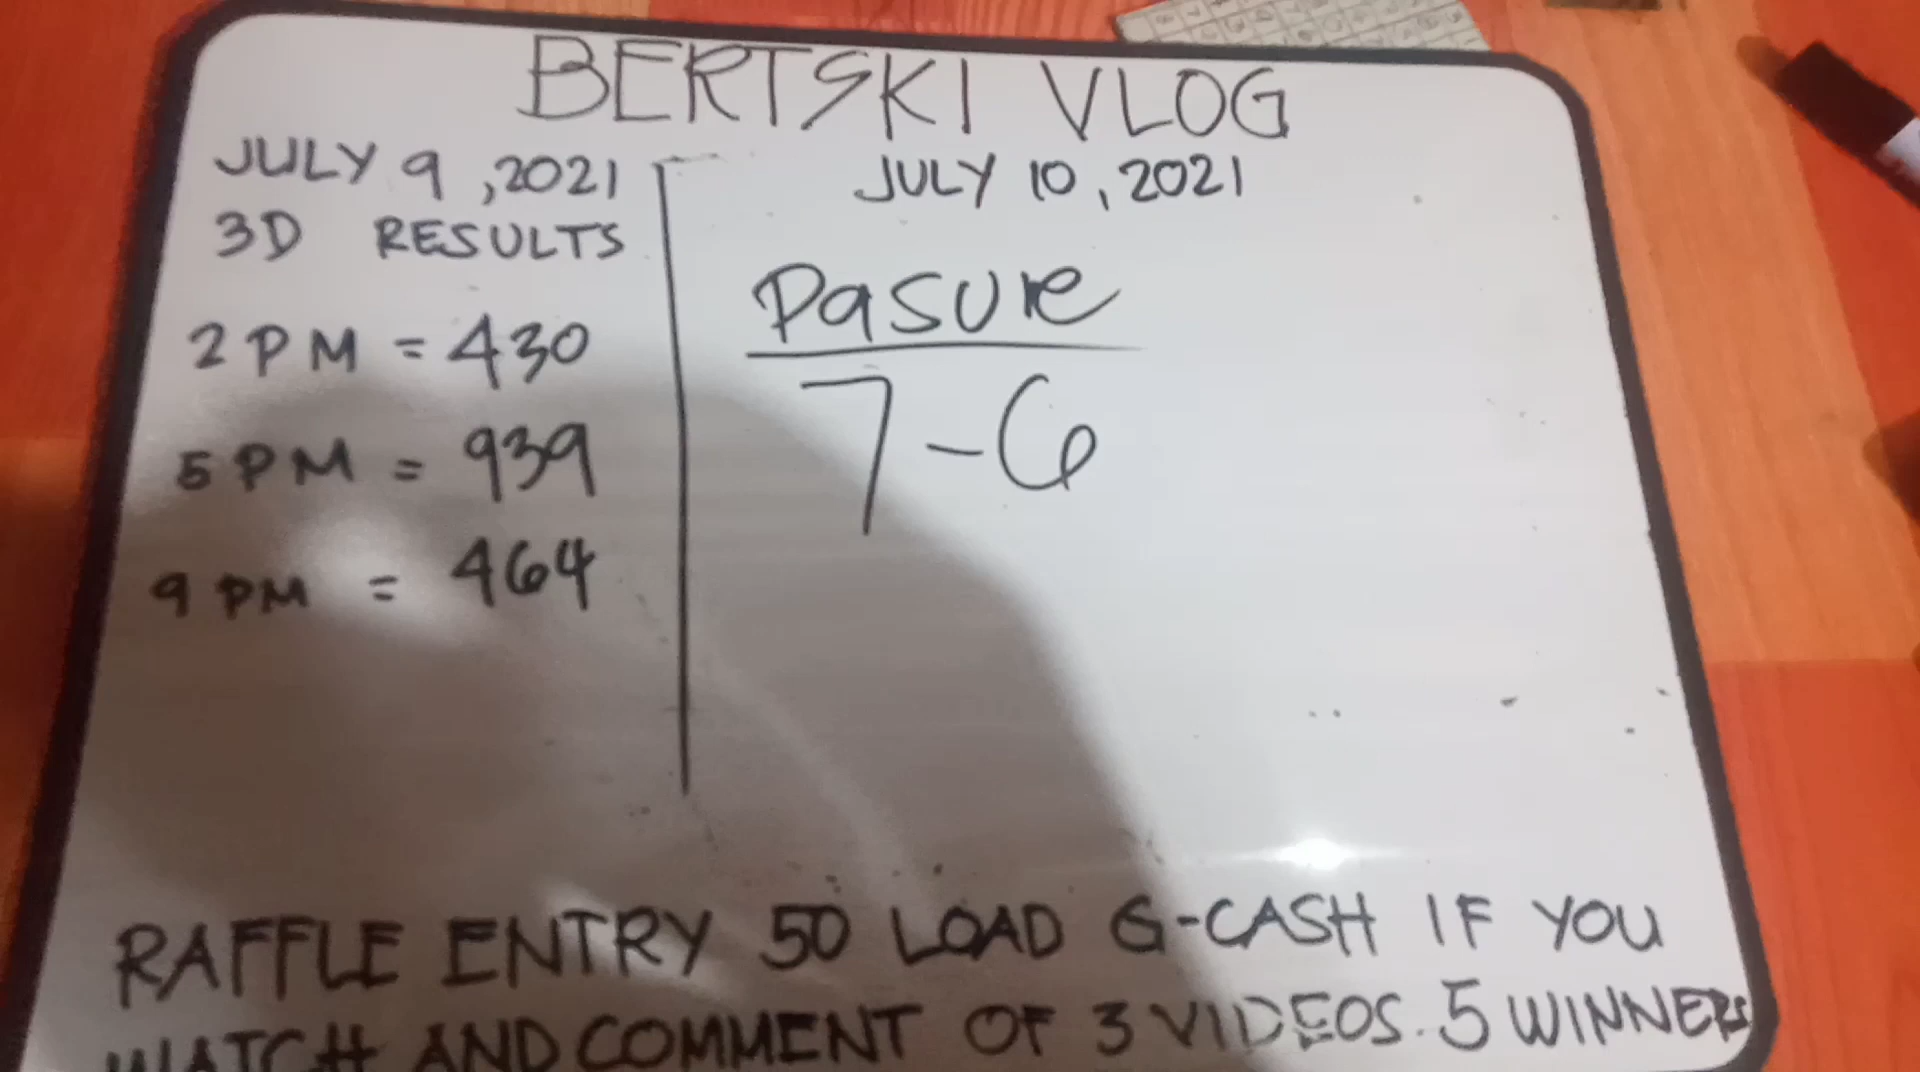 BERTSKI VLOG
JULY 9, 2021
3D RESULTS
2 PM = 430
5 PM = 939
9 PM = 464
JULY 10, 2021
Pasure
7-6
RAFFLE ENTRY 50 LOAD G-CASH IF YOU
WATCH AND COMMENT OF 3 VIDEOS. 5 WINNERS